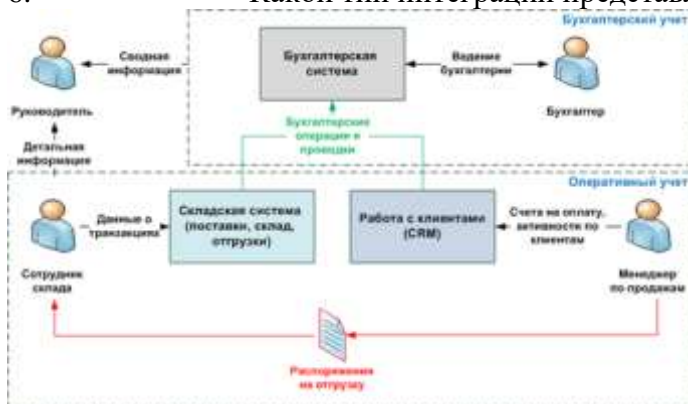 6. Какой тип интеграции представл
Бухгалтерский учет
Сводная
информация
Бухгалтерская
система
Ведение
бухгалтерии
Руководитель
Бухгалтер
Бухгалтерские
операции и
проводки
Детальная
информация
Оперативный учет
Данные о
транзакциях
Складская система
(поставки, склад,
отгрузки)
Работа с клиентами
(CRM)
Счета на оплату,
активности по
клиентам
Сотрудник
склада
Менеджер
по продажам
Распоряжения
на отгрузку